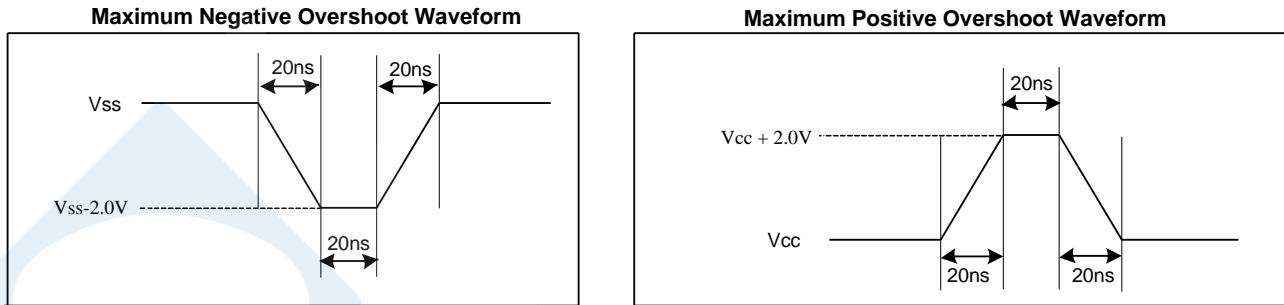 Maximum Negative Overshoot Waveform
20ns
20ns
Vss
Vss-2.0V
20ns
Maximum Positive Overshoot Waveform
20ns
Vcc + 2.0V
Vcc
20ns
20ns